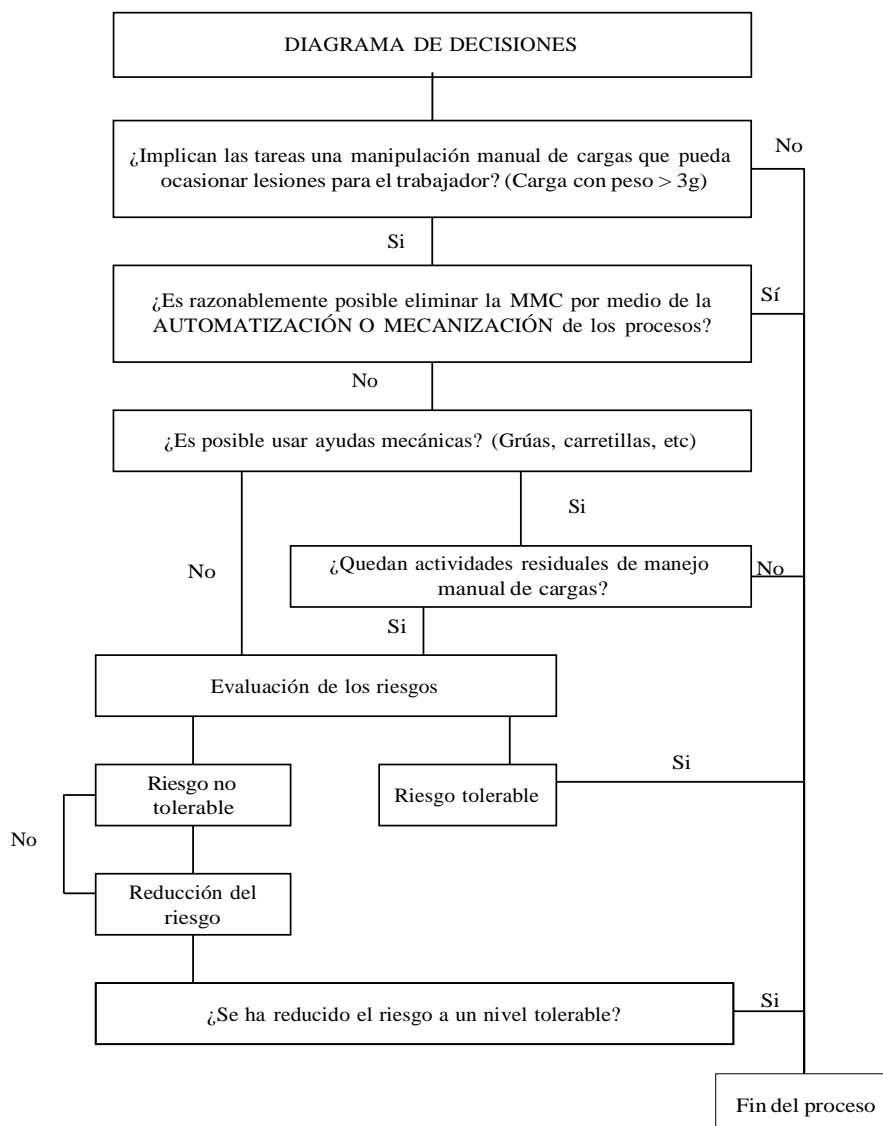 DIAGRAMA DE DECISIONES
¿Implican las tareas una manipulación manual de cargas que pueda
ocasionar lesiones para el trabajador? (Carga con peso > 3g)
No
Si
¿Es razonablemente posible eliminar la MMC por medio de la
AUTOMATIZACIÓN O MECANIZACIÓN de los procesos?
Sí
No
¿Es posible usar ayudas mecánicas? (Grúas, carretillas, etc)
Si
No
¿Quedan actividades residuales de manejo
manual de cargas?
No
Si
Evaluación de los riesgos
Riesgo no
tolerable
Riesgo tolerable
Si
No
Reducción del
riesgo
¿Se ha reducido el riesgo a un nivel tolerable?
Si
Fin del proceso